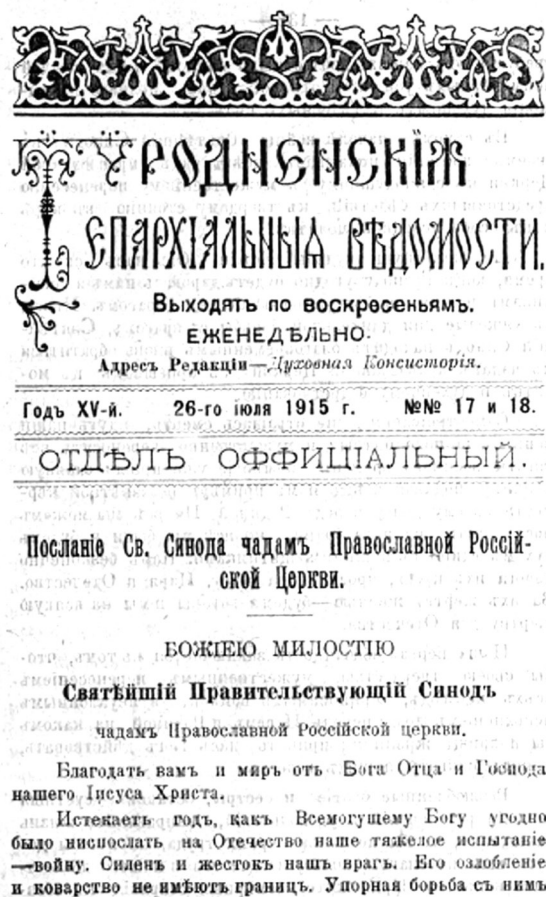 ГРОДНЕНСКІЯ
ЕПАРХІАЛЬНЫЯ ВѢДОМОСТИ.
Выходятъ по воскресеньямъ.
ЕЖЕНЕДѢЛЬНО.
Адресъ Редакціи—Духовная Консисторія.
Годъ XV-й. 26-го іюля 1915 г. №№ 17 и 18.
ОТДѢЛЪ ОФФИЦІАЛЬНЫЙ.
Посланіе Св. Синода чадамъ Православной Россій-
ской Церкви.
БОЖІЕЮ МИЛОСТІЮ
Святѣйшій Правительствующій Синодъ
чадамъ Православной Россійской церкви.
Благодать вамъ и миръ отъ Бога Отца и Господа
нашего Іисуса Христа.
Истекаетъ годъ, какъ Всемогущему Богу угодно
было ниспослать на Отечество наше тяжелое испытаніе
—войну. Силенъ и жестокъ нашъ врагъ. Его озлобленіе
и коварство не имѣютъ границъ. Упорная борьба съ нимъ